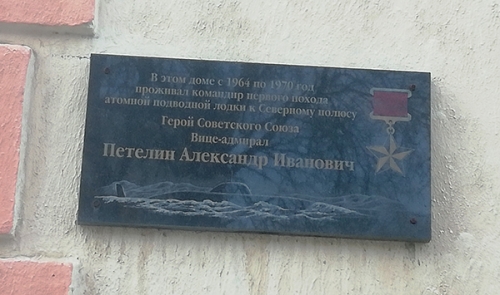 В этом доме с 1964 по 1970 год
проживал командир первого похода
атомной подводной лодки к Северному полюсу
Герой Советского Союза
Вице-адмирал
Петелин Александр Иванович